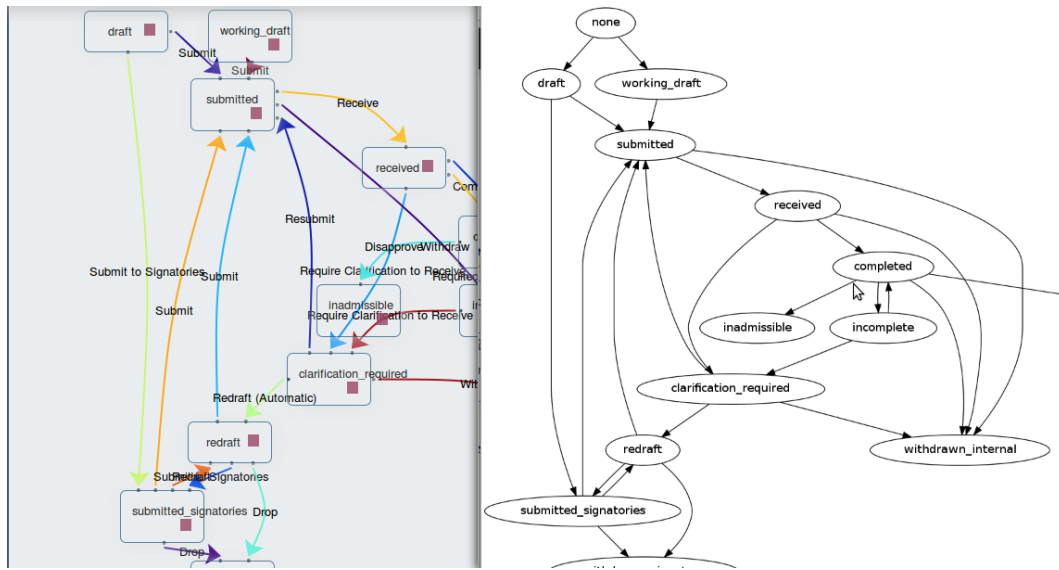 draft
working_draft
Submit
Submit
submitted
Receive
received
Com
Resubmit
Disapprove
Withdraw
Submit to Signatories
Require Clarification to Receive
inadmissible
Submit
Submit
Require Clarification to Receive
clarification_required
Redraft (Automatic)
redraft
submitted_signatories
Drop
Drop
none
draft
working_draft
submitted
received
completed
inadmissible
incomplete
clarification_required
redraft
withdrawn_internal
submitted_signatories